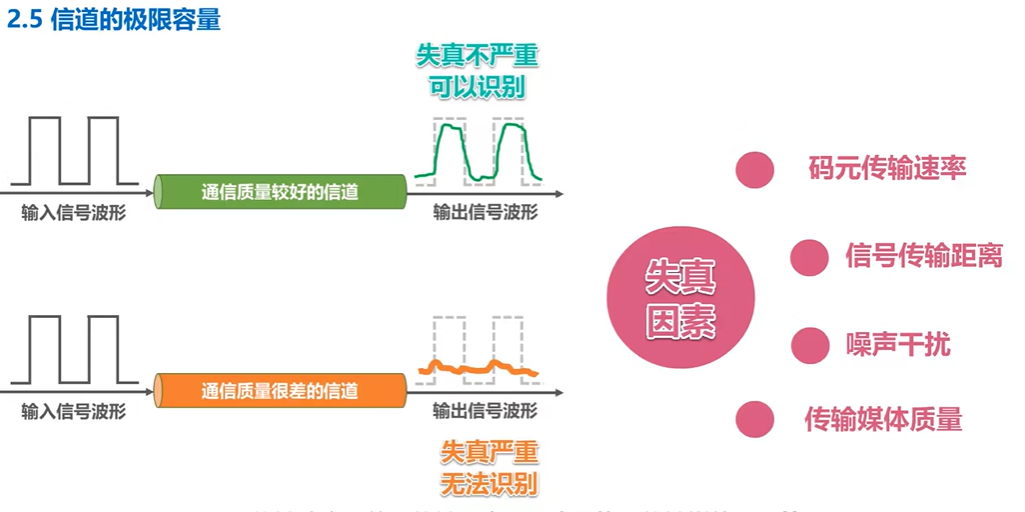 2.5 信道的极限容量
失真不严重
可以识别
通信质量较好的信道
输入信号波形
输出信号波形
通信质量很差的信道
输入信号波形
输出信号波形
失真严重
无法识别
失真
因素
码元传输速率
信号传输距离
噪声干扰
传输媒体质量